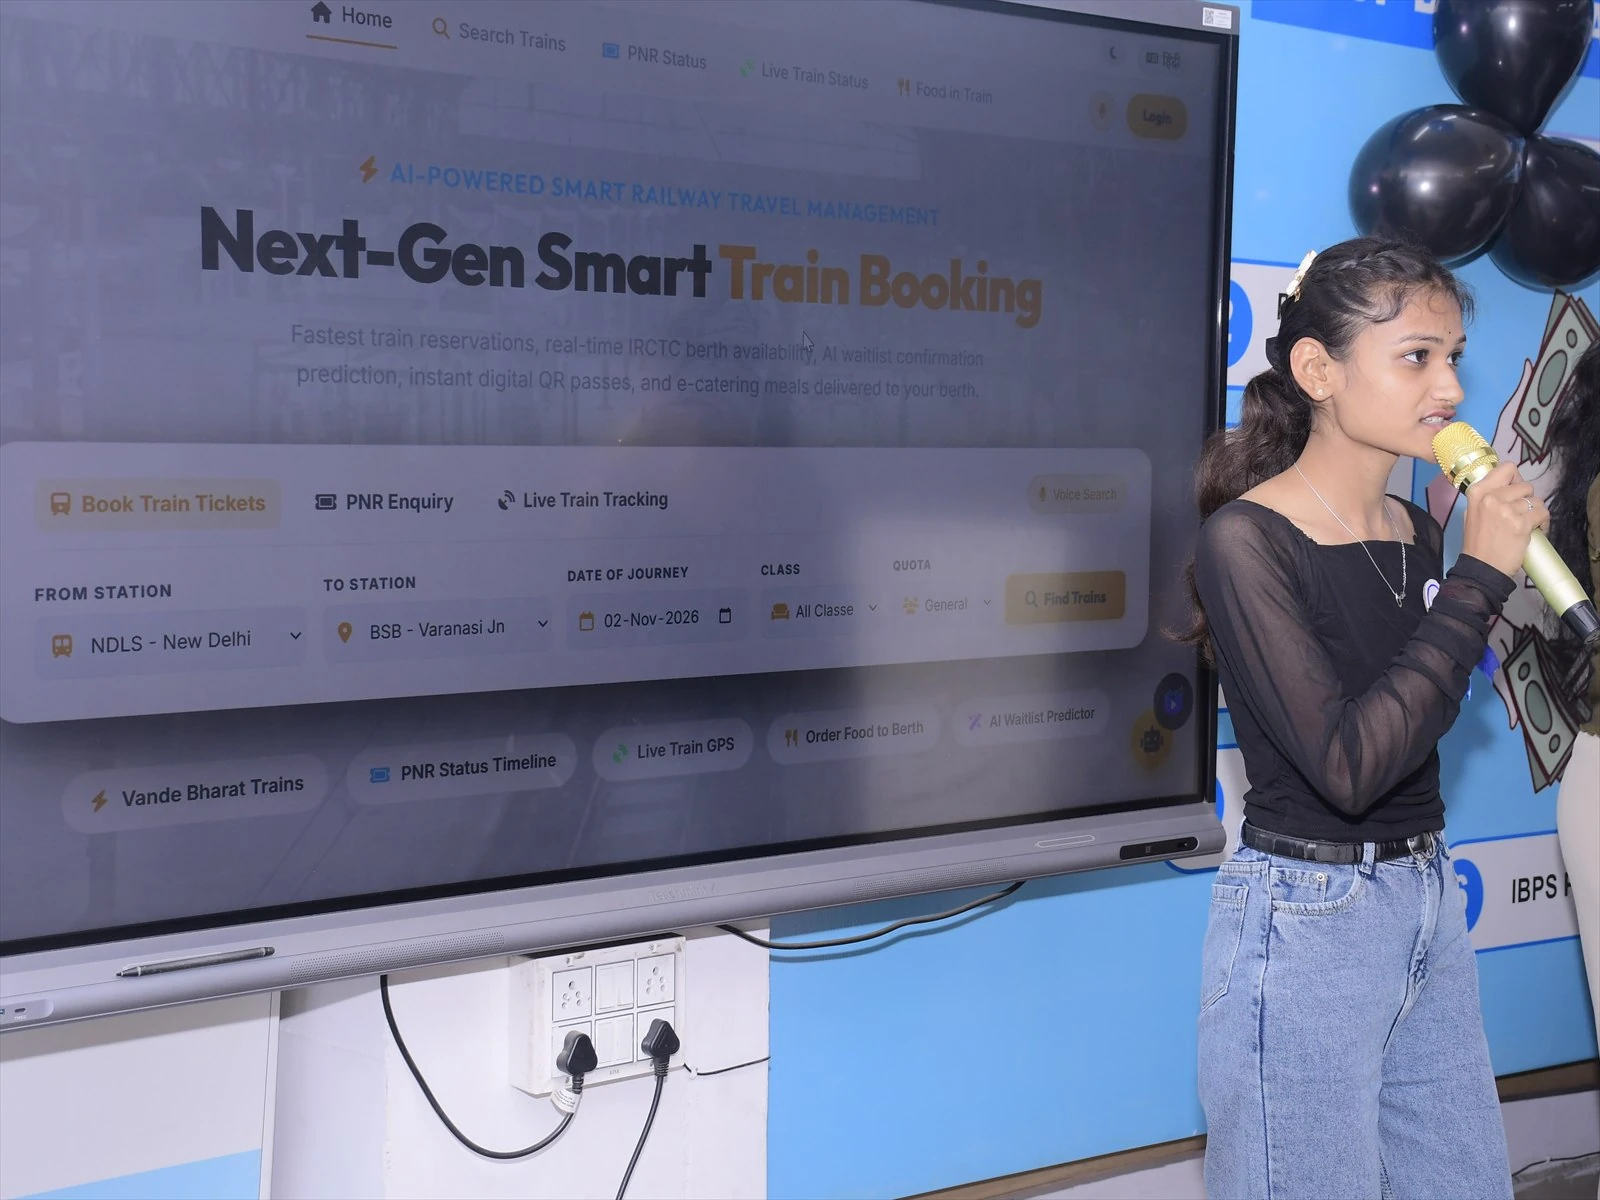 Home
Search Trains
PNR Status
Live Train Status
Food in Train
हिंदी
Login
AI-POWERED SMART RAILWAY TRAVEL MANAGEMENT
Next-Gen Smart Train Booking
Fastest train reservations, real-time IRCTC berth availability, AI waitlist confirmation
prediction, instant digital QR passes, and e-catering meals delivered to your berth.
Book Train Tickets
PNR Enquiry
Live Train Tracking
Voice Search
FROM STATION
TO STATION
DATE OF JOURNEY
CLASS
QUOTA
NDLS - New Delhi
BSB - Varanasi Jn
02-Nov-2026
All Classe
General
Find Trains
Vande Bharat Trains
PNR Status Timeline
Live Train GPS
Order Food to Berth
AI Waitlist Predictor
IBPS